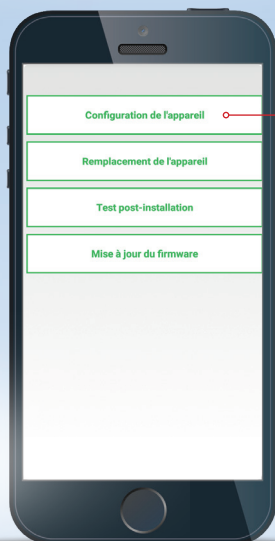 Configuration de l'appareil
Remplacement de l'appareil
Test post-installation
Mise à jour du firmware